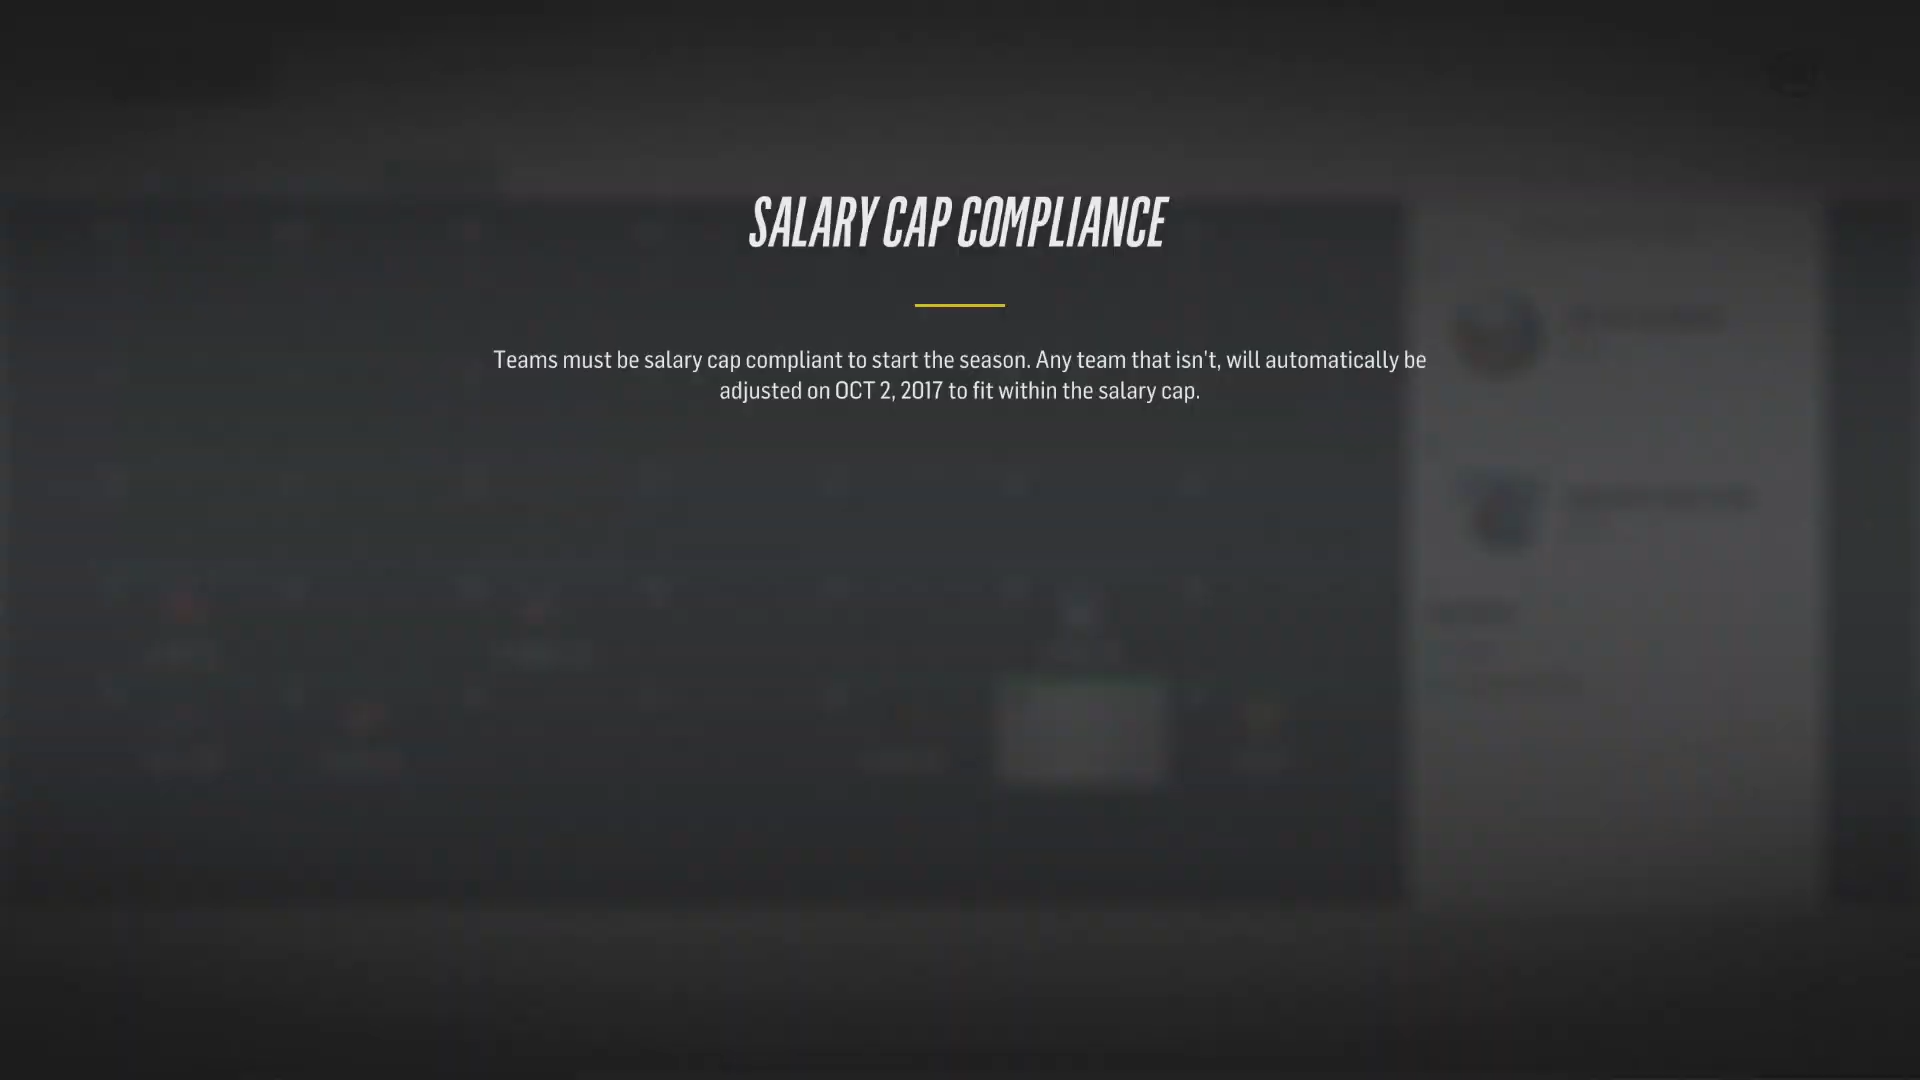 SALARY CAP COMPLIANCE
Teams must be salary cap compliant to start the season. Any team that isn't, will automatically be
adjusted on OCT 2, 2017 to fit within the salary cap.